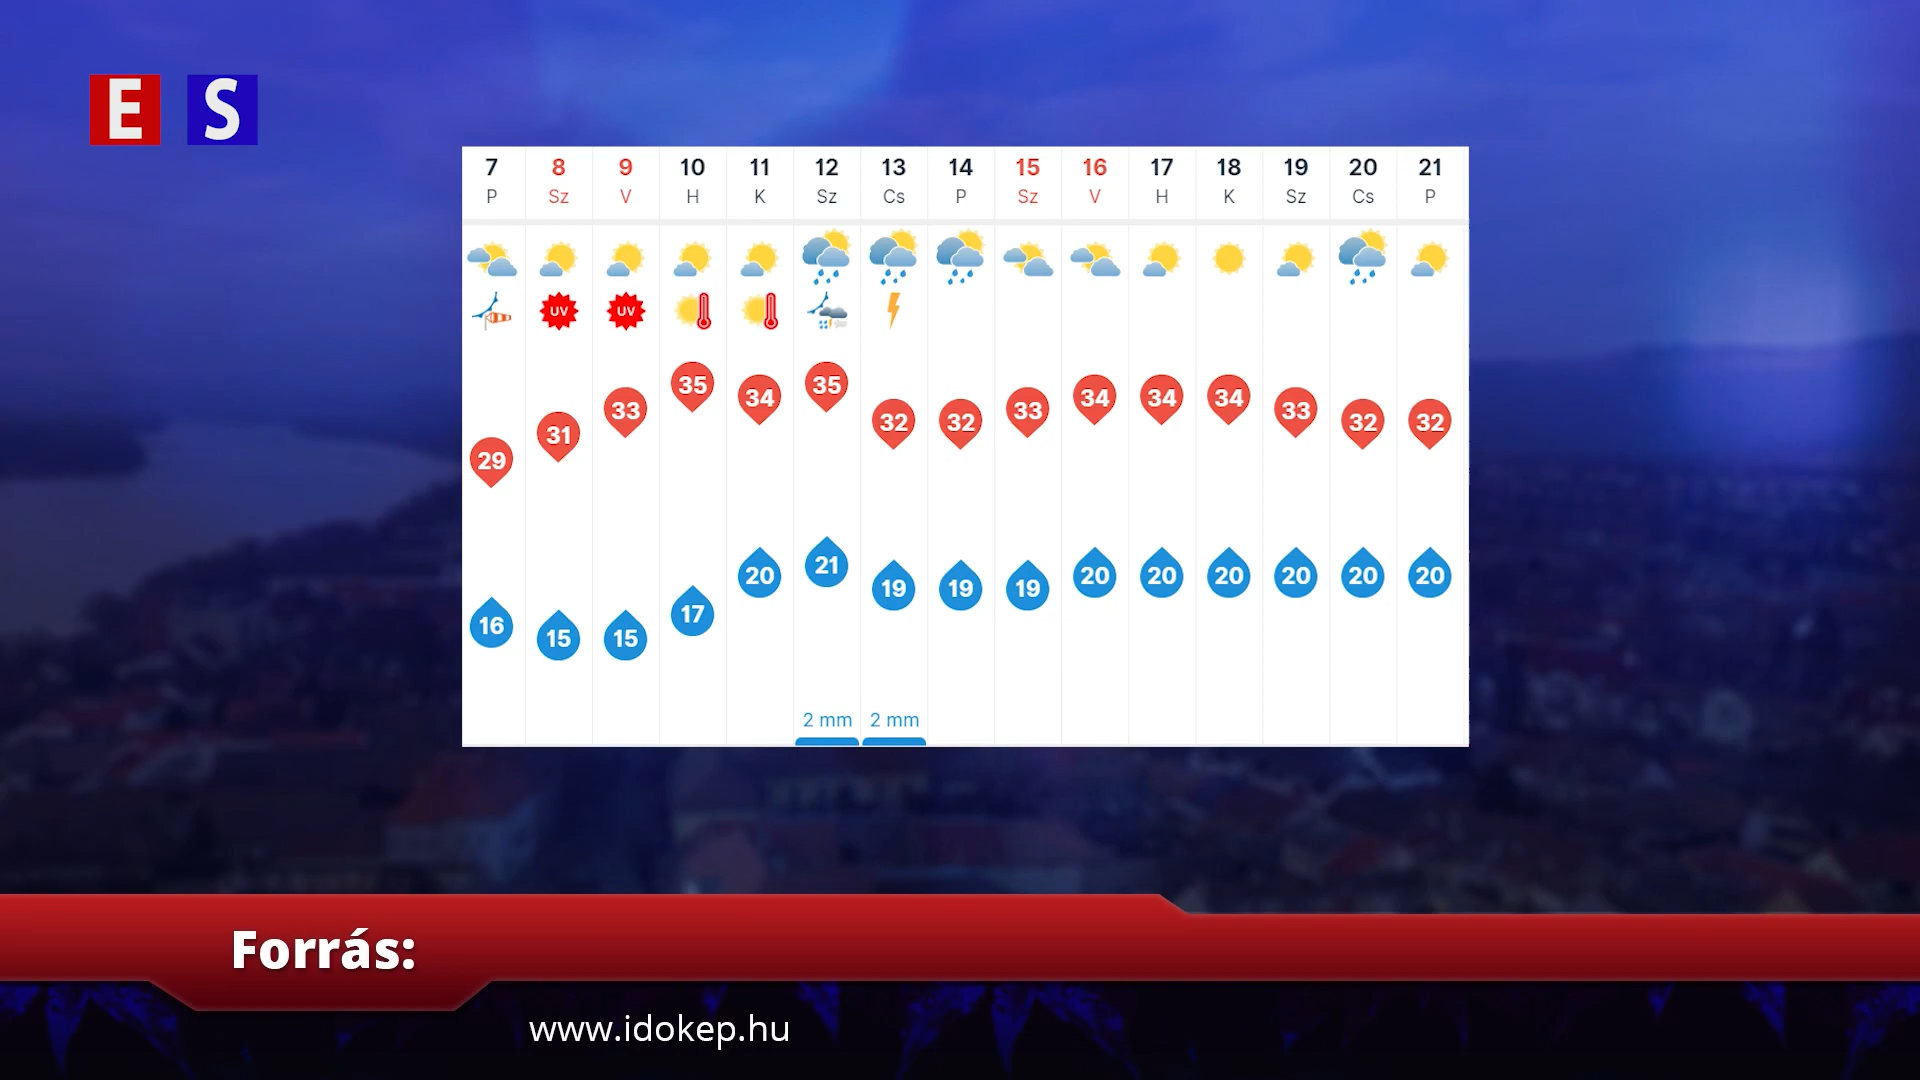 E S
7 8 9 10 11 12 13 14 15 16 17 18 19 20 21
P Sz V H K Sz Cs P Sz V H K Sz Cs P
UV UV
29 31 33 35 34 35 32 32 33 34 34 34 33 32 32
16 15 15 17 20 21 19 19 19 20 20 20 20 20 20
2 mm 2 mm
Forrás:
www.idokep.hu